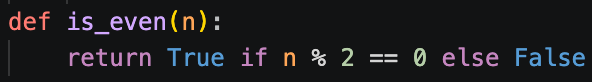 def is_even(n):
    return True if n % 2 == 0 else False